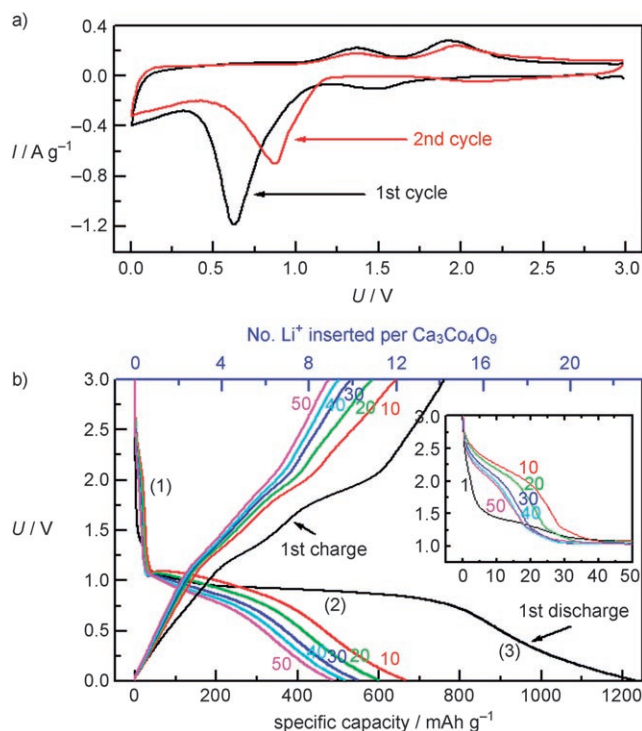 a)
0.4
0.0
−0.4
−0.8
−1.2
I / A g⁻¹
2nd cycle
1st cycle
0.0 0.5 1.0 1.5 2.0 2.5 3.0
U / V
No. Li⁺ inserted per Ca₃Co₄O₉
b)
0 4 8 12 16 20
3.0
2.5
2.0
1.5
1.0
0.5
0.0
U / V
50 40 30 20 10
(1)
1st charge
(2)
1st discharge
(3)
50 40 30 20 10
3.0
2.5
2.0
1.5
1.0
10
20
30
40
50
1
0 10 20 30 40 50
0 200 400 600 800 1000 1200
specific capacity / mAh g⁻¹